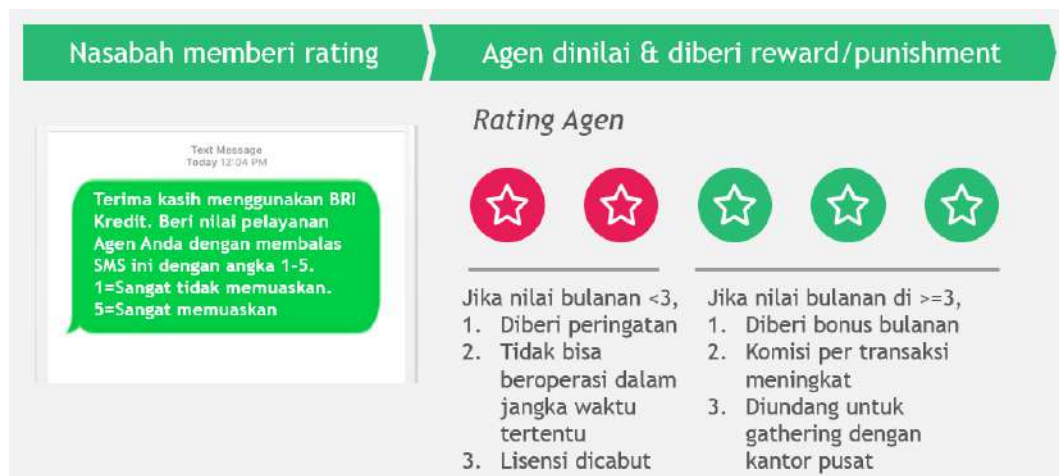 Nasabah memberi rating
Agen dinilai & diberi reward/punishment
Text Message
Today 12:04 PM
Terima kasih menggunakan BRI
Kredit. Beri nilai pelayanan
Agen Anda dengan membalas
SMS ini dengan angka 1-5.
1=Sangat tidak memuaskan.
5=Sangat memuaskan
Rating Agen
Jika nilai bulanan <3,
1. Diberi peringatan
2. Tidak bisa
beroperasi dalam
jangka waktu
tertentu
3. Lisensi dicabut
Jika nilai bulanan di >=3,
1. Diberi bonus bulanan
2. Komisi per transaksi
meningkat
3. Diundang untuk
gathering dengan
kantor pusat